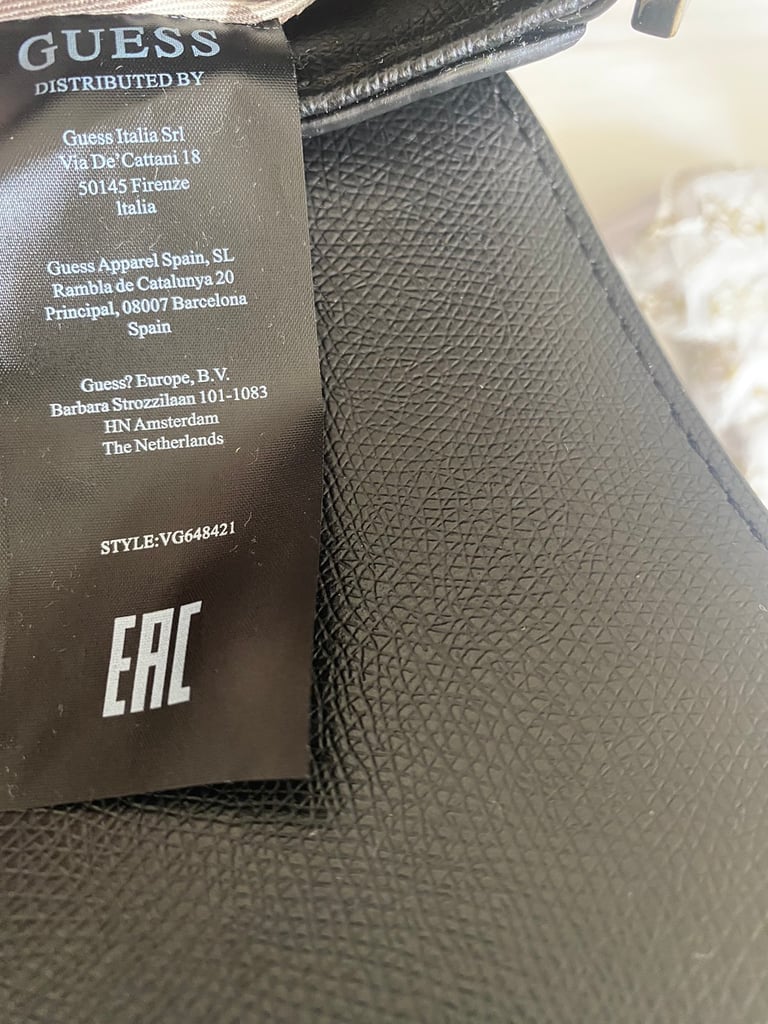 GUESS
DISTRIBUTED BY
Guess Italia Srl
Via De'Cattani 18
50145 Firenze
Italia
Guess Apparel Spain, SL
Rambla de Catalunya 20
Principal, 08007 Barcelona
Spain
Guess? Europe, B.V.
Barbara Strozzilaan 101-1083
HN Amsterdam
The Netherlands
STYLE:VG648421
EAC